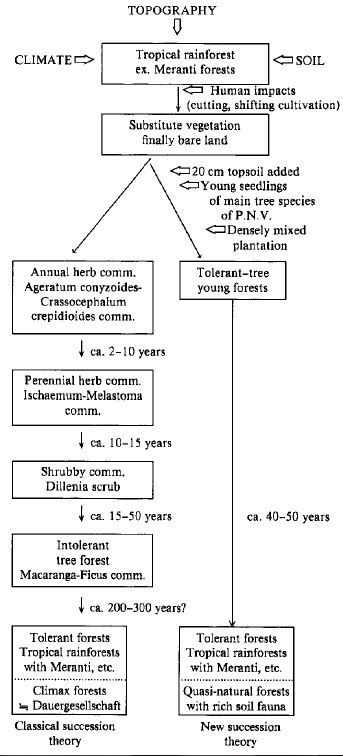 TOPOGRAPHY
CLIMATE
Tropical rainforest
ex. Meranti forests
SOIL
Human impacts
(cutting, shifting cultivation)
Substitute vegetation
finally bare land
20 cm topsoil added
Young seedlings
of main tree species
of P.N.V.
Densely mixed
plantation
Annual herb comm.
Ageratum conyzoides-
Crassocephalum
crepidioides comm.
Tolerant-tree
young forests
ca. 2-10 years
Perennial herb comm.
Ischaemum-Melastoma
comm.
ca. 10-15 years
Shrubby comm.
Dillenia scrub
ca. 15-50 years
ca. 40-50 years
Intolerant
tree forest
Macaranga-Ficus comm.
ca. 200-300 years?
Tolerant forests
Tropical rainforests
with Meranti, etc.
Climax forests
≒ Dauergesellschaft
Classical succession
theory
Tolerant forests
Tropical rainforests
with Meranti, etc.
Quasi-natural forests
with rich soil fauna
New succession
theory